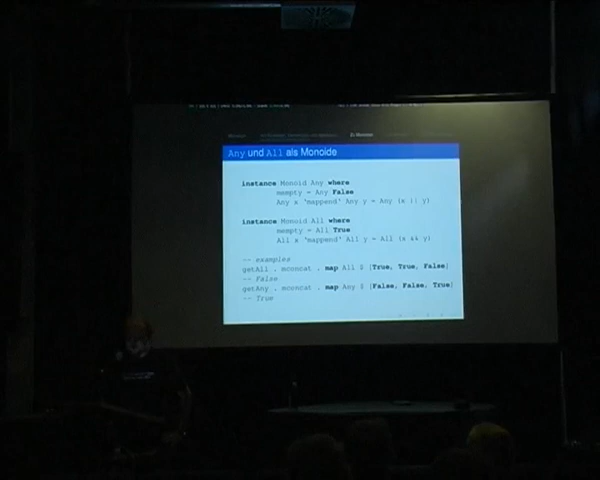 Any und All als Monoide
instance Monoid Any where
mempty = Any False
Any x `mappend` Any y = Any (x || y)
instance Monoid All where
mempty = All True
All x `mappend` All y = All (x && y)
-- examples
getAll . mconcat . map All $ [True, True, False]
-- False
getAny . mconcat . map Any $ [False, False, True]
-- True